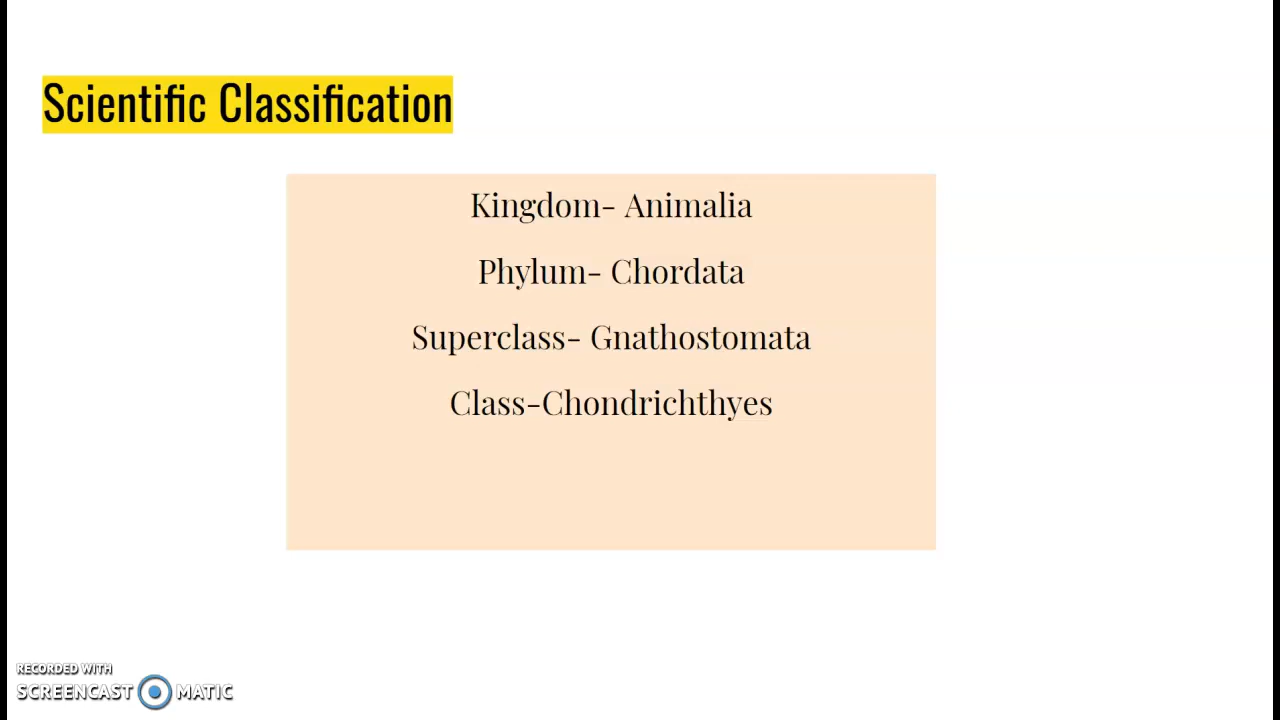 Scientific Classification
Kingdom- Animalia
Phylum- Chordata
Superclass- Gnathostomata
Class-Chondrichthyes
RECORDED WITH
SCREENCAST MATIC